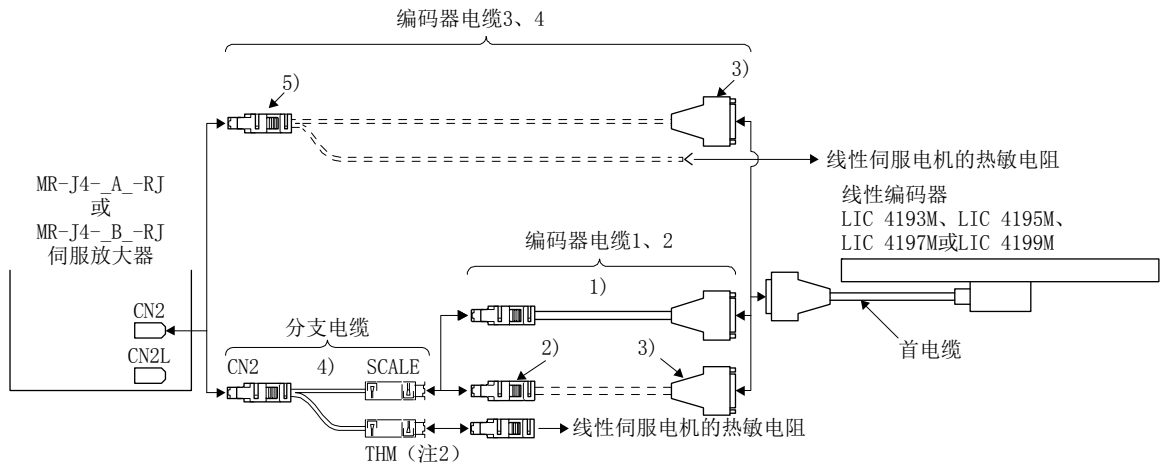 编码器电缆3、4
5)
3)
线性伺服电机的热敏电阻
MR-J4-_A_-RJ
或
MR-J4-_B_-RJ
伺服放大器
线性编码器
LIC 4193M、LIC 4195M、
LIC 4197M或LIC 4199M
编码器电缆1、2
1)
CN2
CN2L
分支电缆
CN2
4)
SCALE
2)
3)
首电缆
THM（注2）
线性伺服电机的热敏电阻